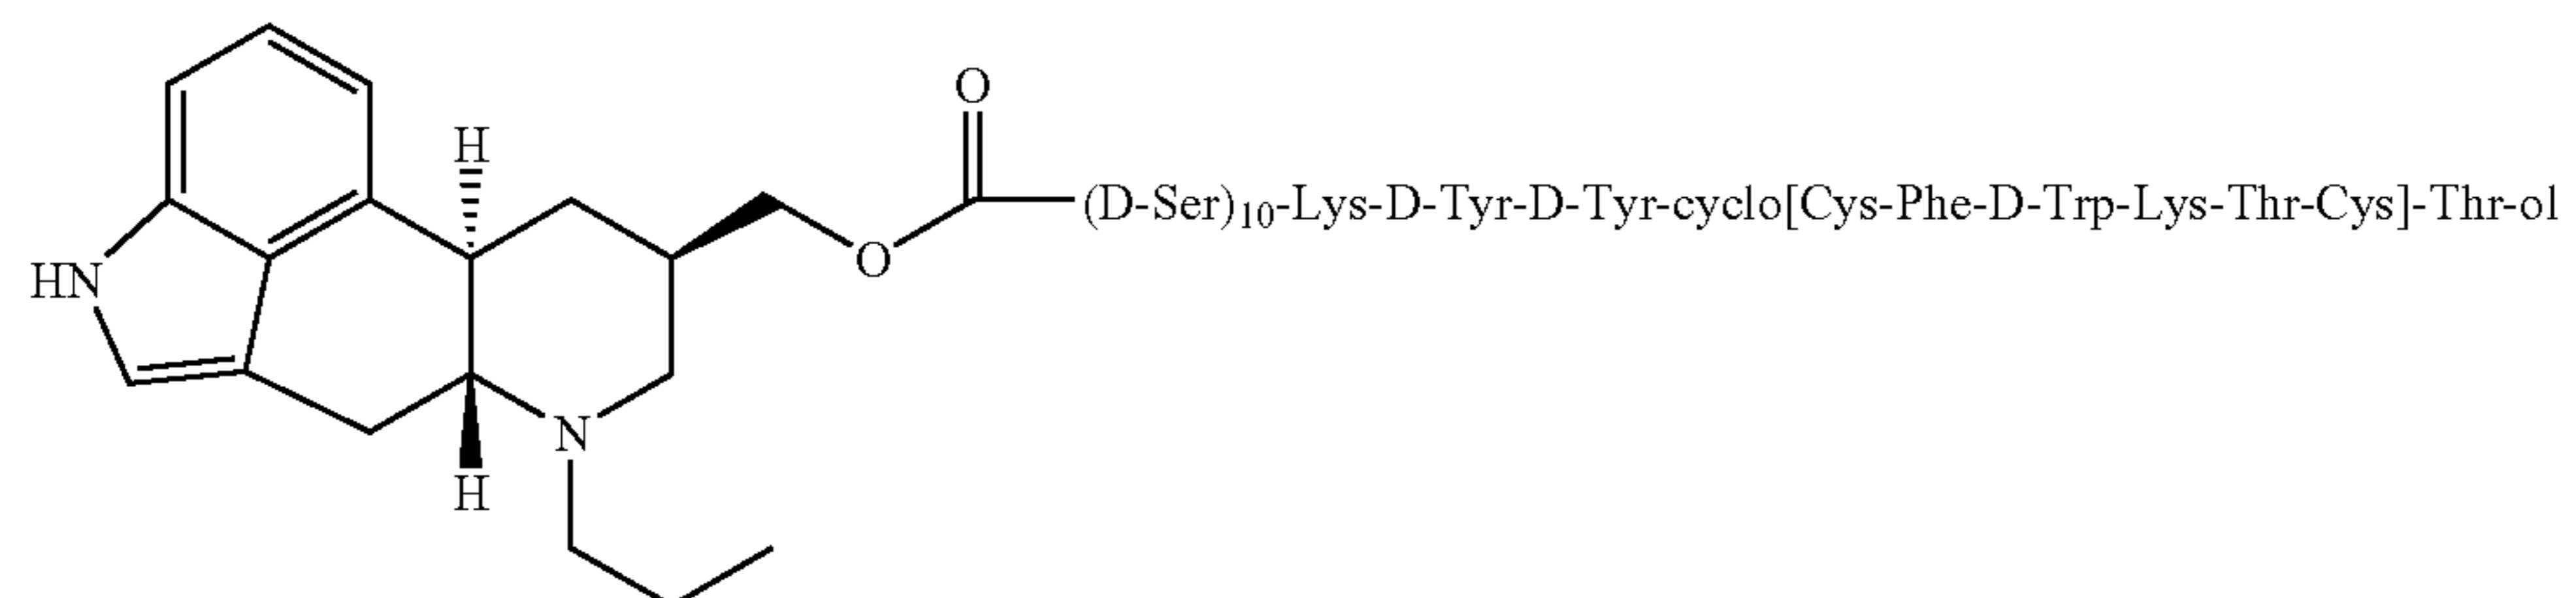 O
H
(D-Ser)10-Lys-D-Tyr-D-Tyr-cyclo[Cys-Phe-D-Trp-Lys-Thr-Cys]-Thr-ol
O
HN
N
H